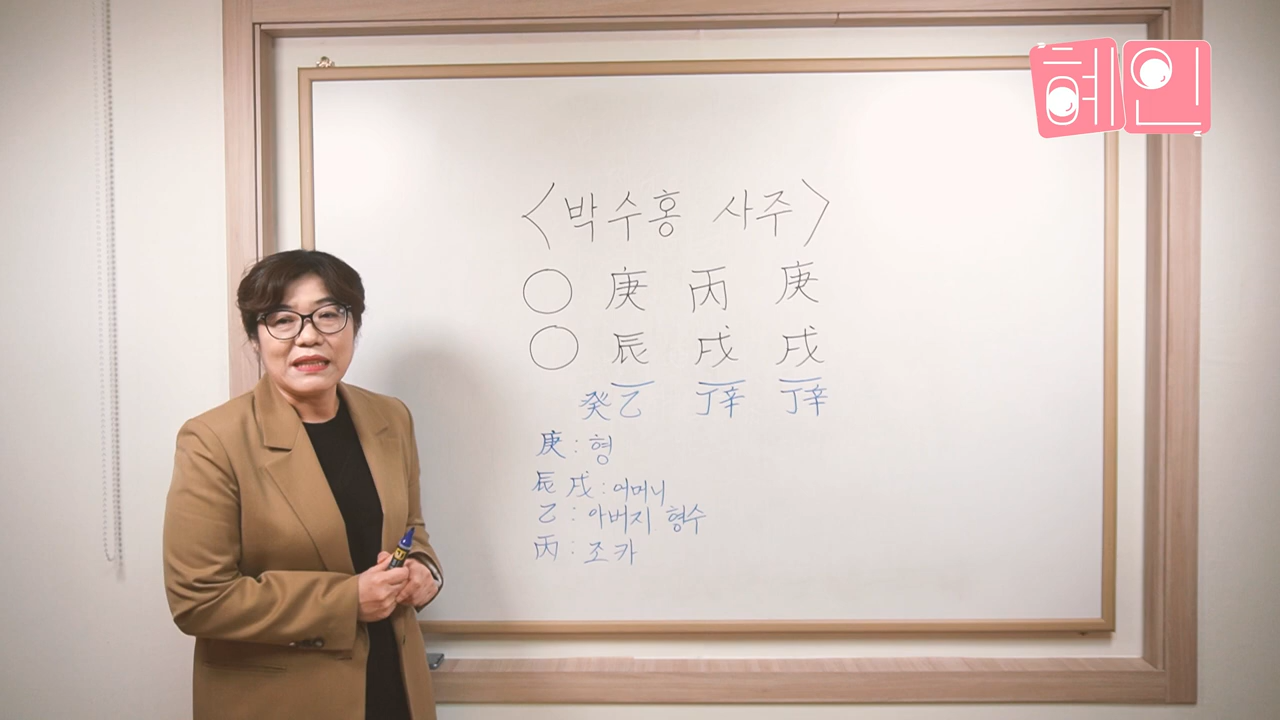 혜인
<박수홍 사주>
○ 庚 丙 庚
○ 辰 戌 戌
癸乙 丁辛 丁辛
庚 : 형
辰 戌 : 어머니
乙 : 아버지 형수
丙 : 조카